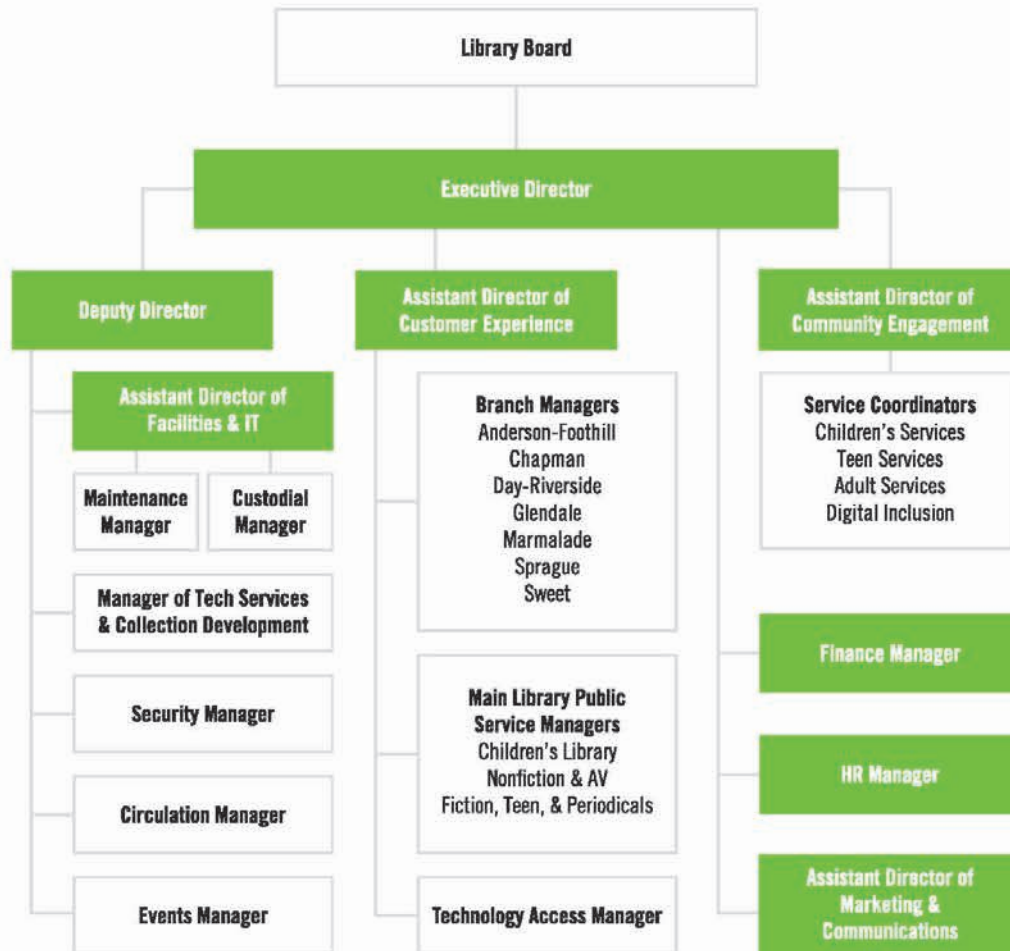 Library Board
Executive Director
Deputy Director
Assistant Director of
Facilities & IT
Maintenance
Manager
Custodial
Manager
Manager of Tech Services
& Collection Development
Security Manager
Circulation Manager
Events Manager
Assistant Director of
Customer Experience
Branch Managers
Anderson-Foothill
Chapman
Day-Riverside
Glendale
Marmalade
Sprague
Sweet
Main Library Public
Service Managers
Children's Library
Nonfiction & AV
Fiction, Teen, & Periodicals
Technology Access Manager
Assistant Director of
Community Engagement
Service Coordinators
Children's Services
Teen Services
Adult Services
Digital Inclusion
Finance Manager
HR Manager
Assistant Director of
Marketing &
Communications